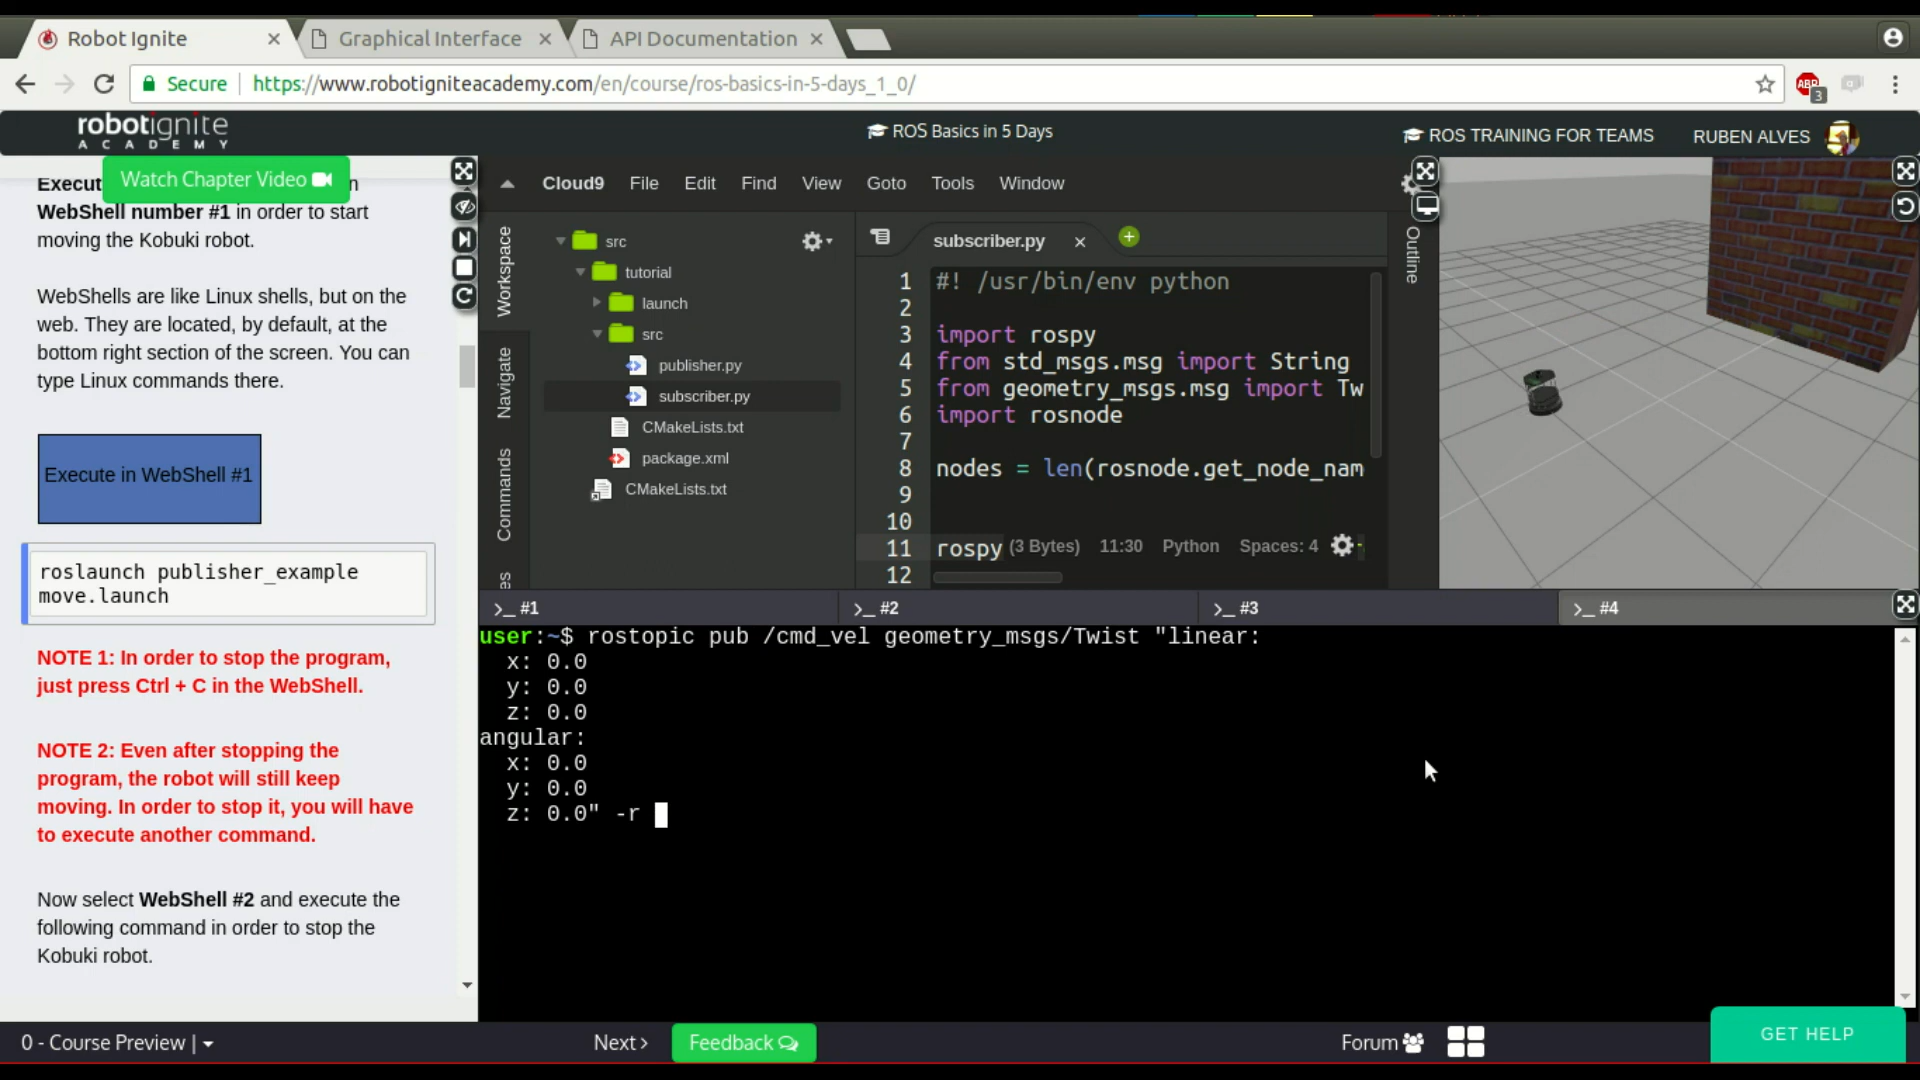 Robot Ignite
Graphical Interface
API Documentation
Secure
https://www.robotigniteacademy.com/en/course/ros-basics-in-5-days_1_0/
ABP
3
robotignite
ACADEMY
ROS Basics in 5 Days
ROS TRAINING FOR TEAMS
RUBEN ALVES
Watch Chapter Video
WebShell number #1 in order to start
moving the Kobuki robot.
WebShells are like Linux shells, but on the
web. They are located, by default, at the
bottom right section of the screen. You can
type Linux commands there.
Execute in WebShell #1
roslaunch publisher_example
move.launch
NOTE 1: In order to stop the program,
just press Ctrl + C in the WebShell.
NOTE 2: Even after stopping the
program, the robot will still keep
moving. In order to stop it, you will have
to execute another command.
Now select WebShell #2 and execute the
following command in order to stop the
Kobuki robot.
Cloud9 File Edit Find View Goto Tools Window
Workspace
Navigate
Commands
src
tutorial
launch
src
publisher.py
subscriber.py
CMakeLists.txt
package.xml
CMakeLists.txt
subscriber.py
Outline
1 #! /usr/bin/env python
2
3 import rospy
4 from std_msgs.msg import String
5 from geometry_msgs.msg import Tw
6 import rosnode
7
8 nodes = len(rosnode.get_node_nam
9
10
11 rospy
12
(3 Bytes) 11:30 Python Spaces: 4
>_ #1
>_ #2
>_ #3
>_ #4
user:~$ rostopic pub /cmd_vel geometry_msgs/Twist "linear:
x: 0.0
y: 0.0
z: 0.0
angular:
x: 0.0
y: 0.0
z: 0.0" -r
0 - Course Preview |
Next >
Feedback
Forum
GET HELP